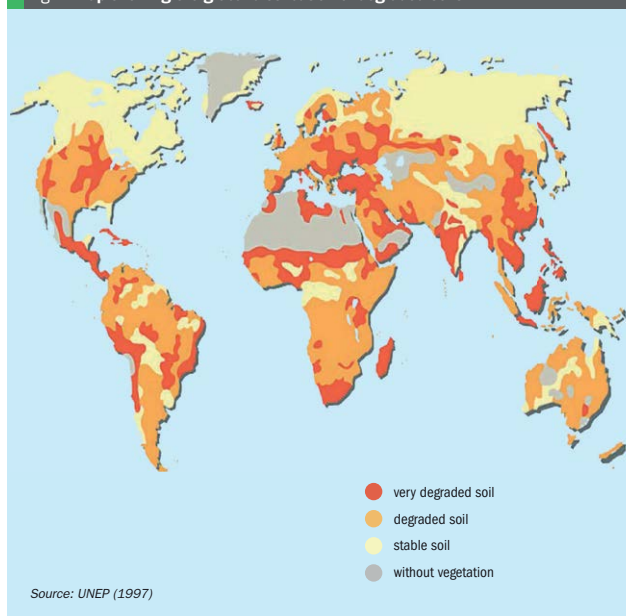 very degraded soil
degraded soil
stable soil
without vegetation
Source: UNEP (1997)